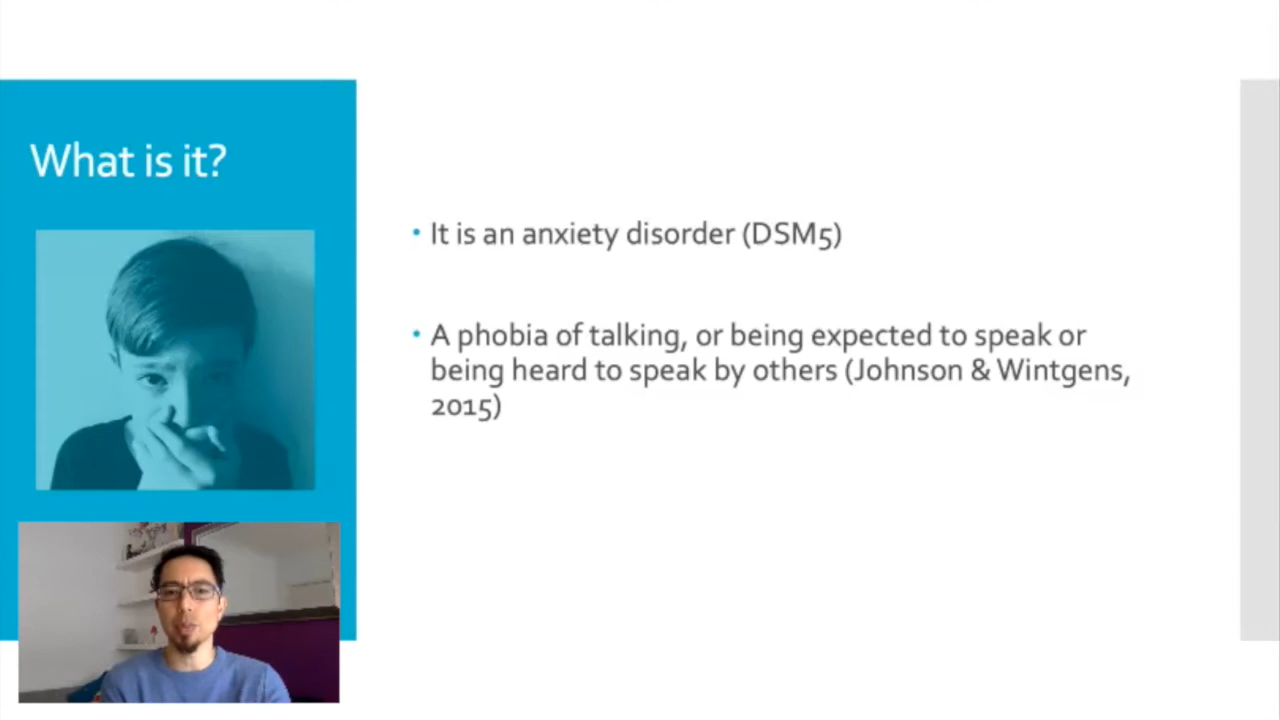 What is it?
• It is an anxiety disorder (DSM5)
• A phobia of talking, or being expected to speak or
being heard to speak by others (Johnson & Wintgens,
2015)